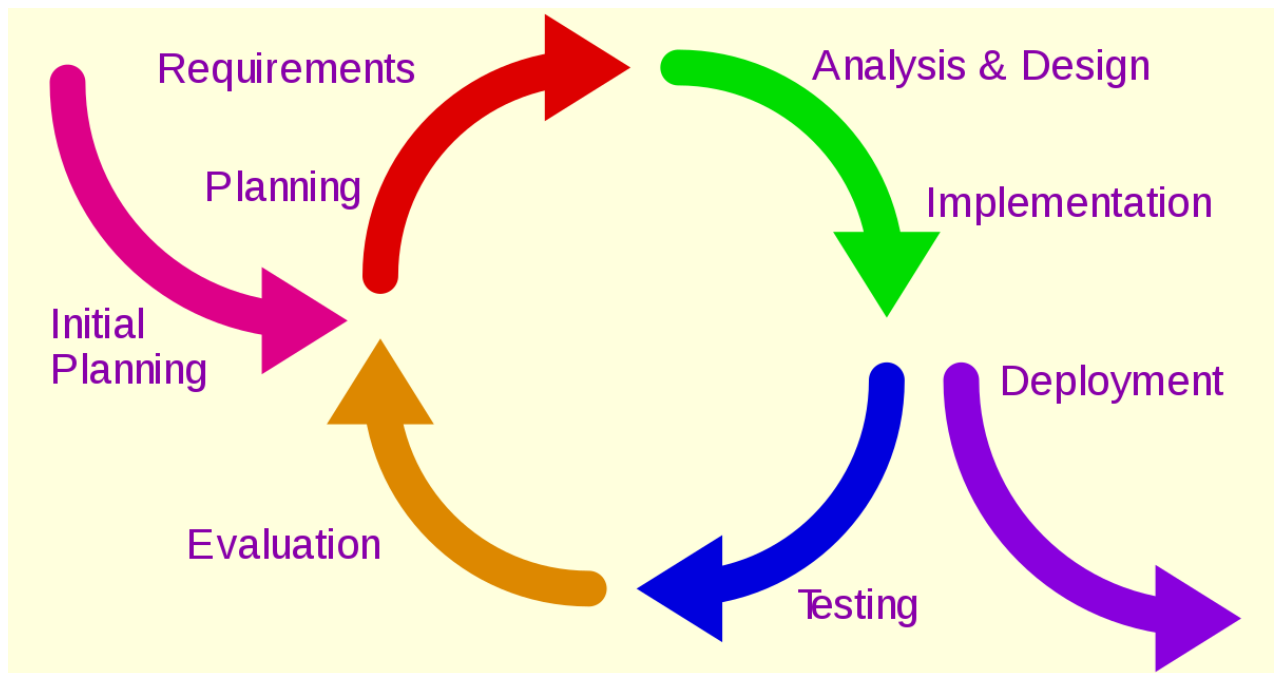 Requirements
Analysis & Design
Planning
Implementation
Initial
Planning
Deployment
Evaluation
Testing